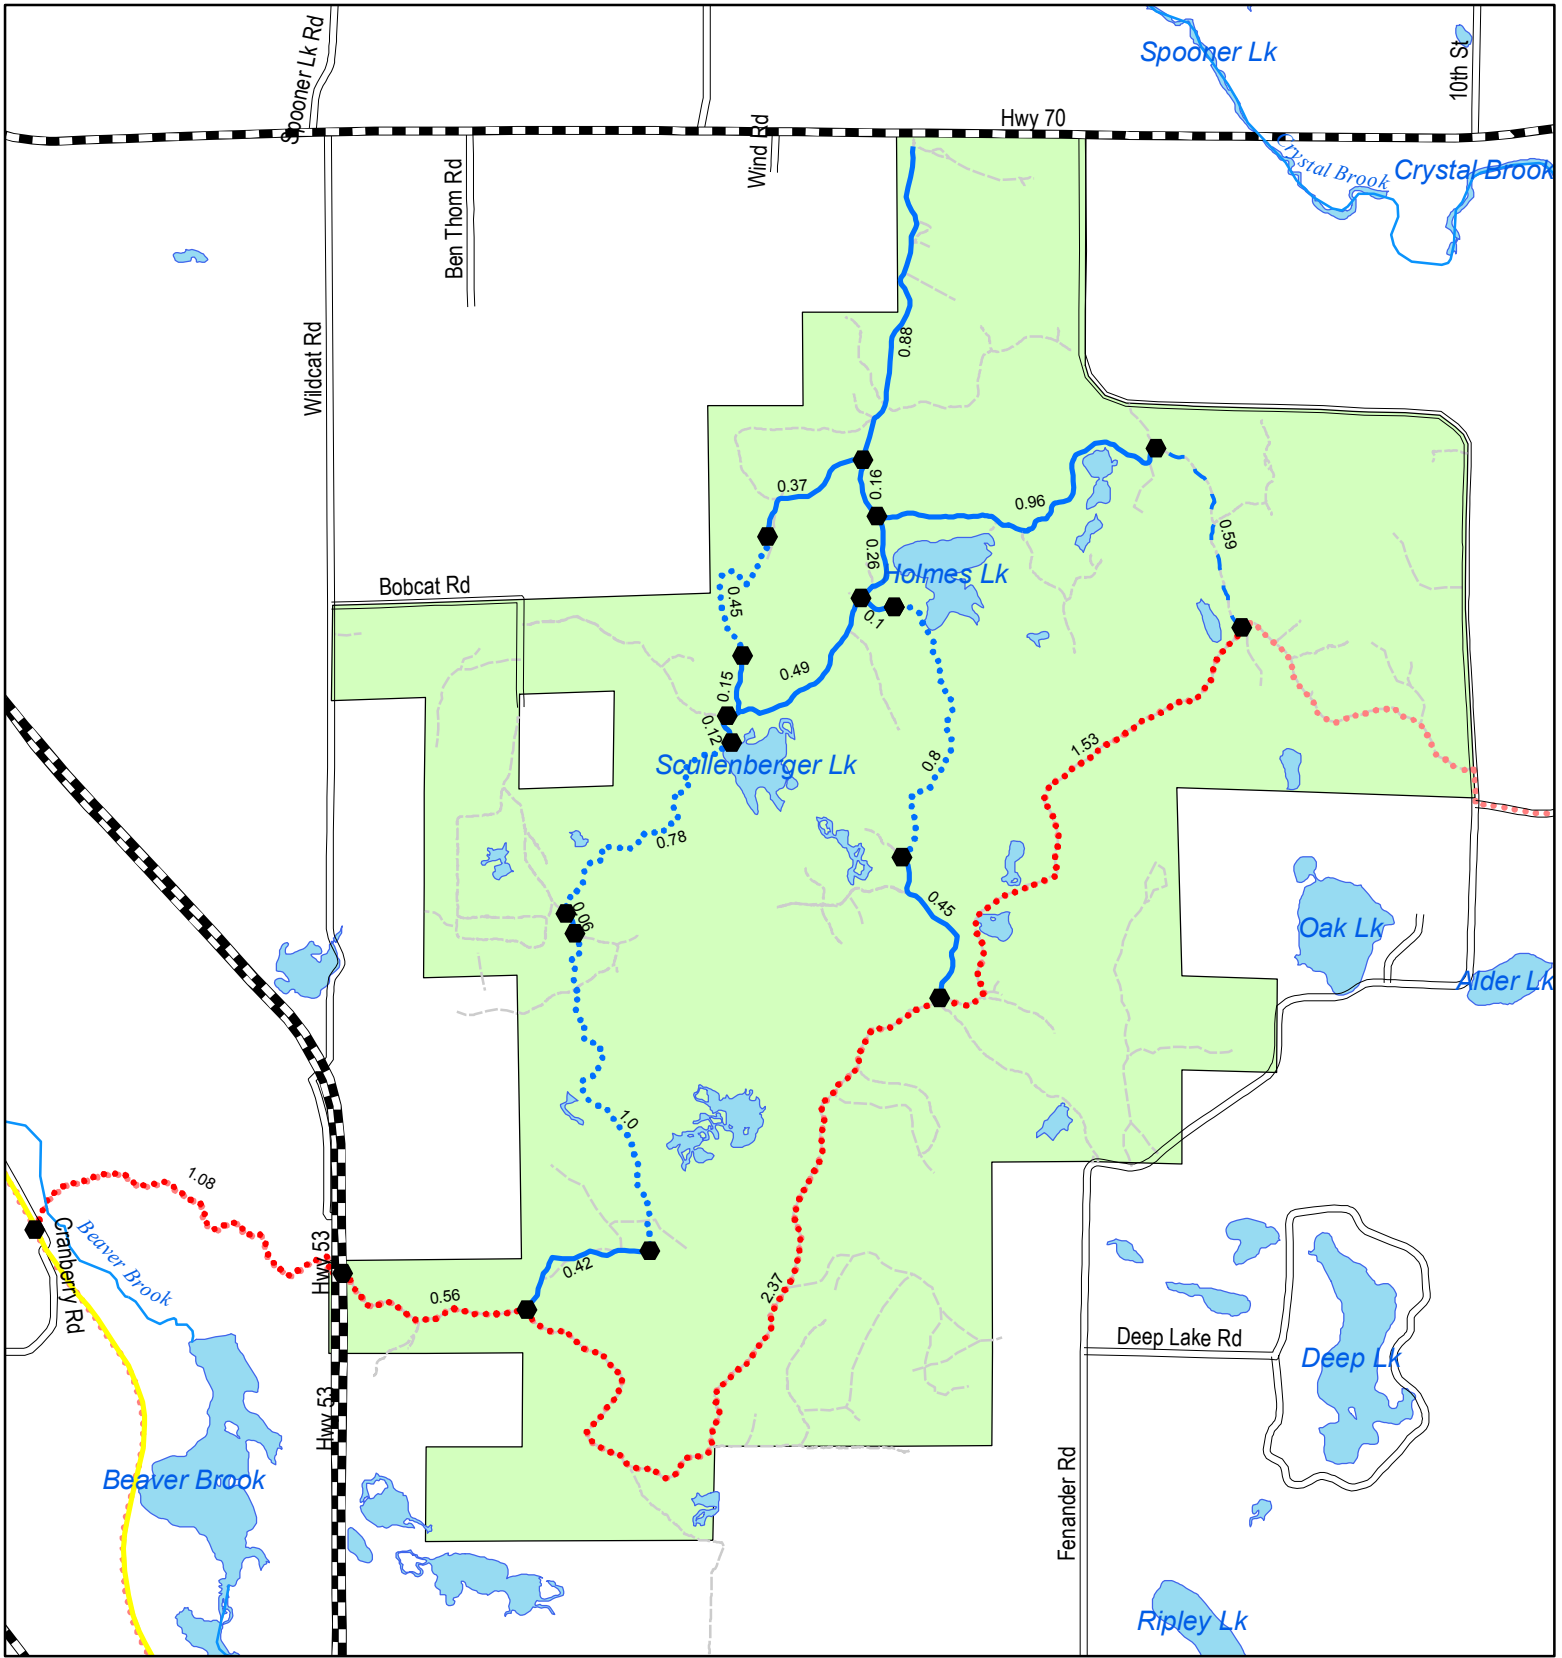 Spooner Lk Rd
Spooner Lk
10th St
Hwy 70
Wind Rd
Ben Thom Rd
Crystal Brook
Crystal Brook
Wildcat Rd
0.88
0.37
0.16
0.96
0.59
0.26
Holmes Lk
Bobcat Rd
0.45
0.1
0.49
0.15
0.12
Scullenberger Lk
1.53
0.8
0.78
0.06
0.45
Oak Lk
Alder Lk
1.0
1.08
Cranberry Rd
Beaver Brook
Hwy 53
0.42
0.56
2.37
Deep Lake Rd
Deep Lk
Hwy 53
Beaver Brook
Fenander Rd
Ripley Lk